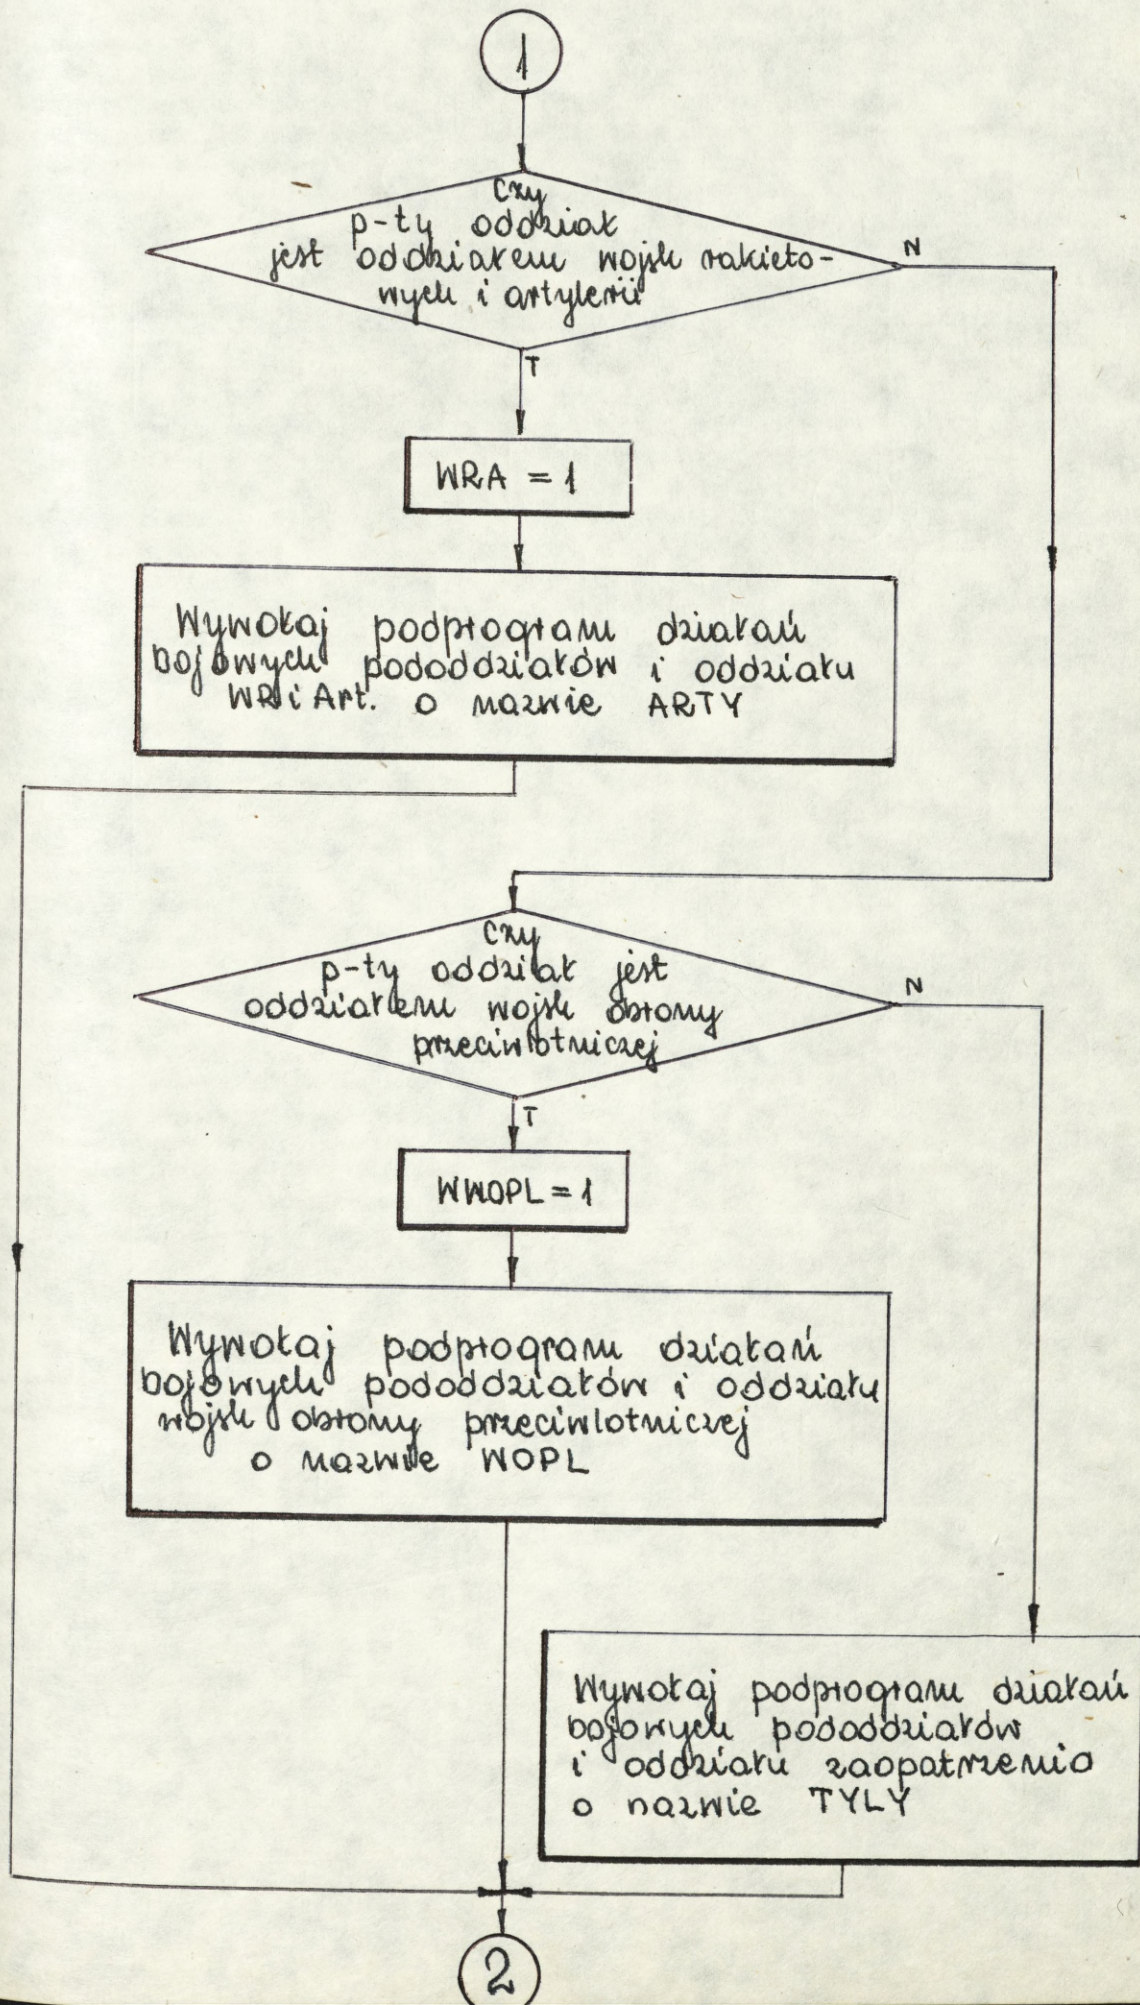 1
Czy
p-ty oddział
jest oddziałem wojsk rakieto-
wych i artylerii
N
T
WRA = 1
Wywołaj podprogram działań
bojowych pododdziałów i oddziału
WR i Art. o nazwie ARTY
Czy
p-ty oddział jest
oddziałem wojsk obrony
przeciwlotniczej
N
T
WWOPL = 1
Wywołaj podprogram działań
bojowych pododdziałów i oddziału
wojsk obrony przeciwlotniczej
o nazwie WOPL
Wywołaj podprogram działań
bojowych pododdziałów
i oddziału zaopatrzenia
o nazwie TYLY
2